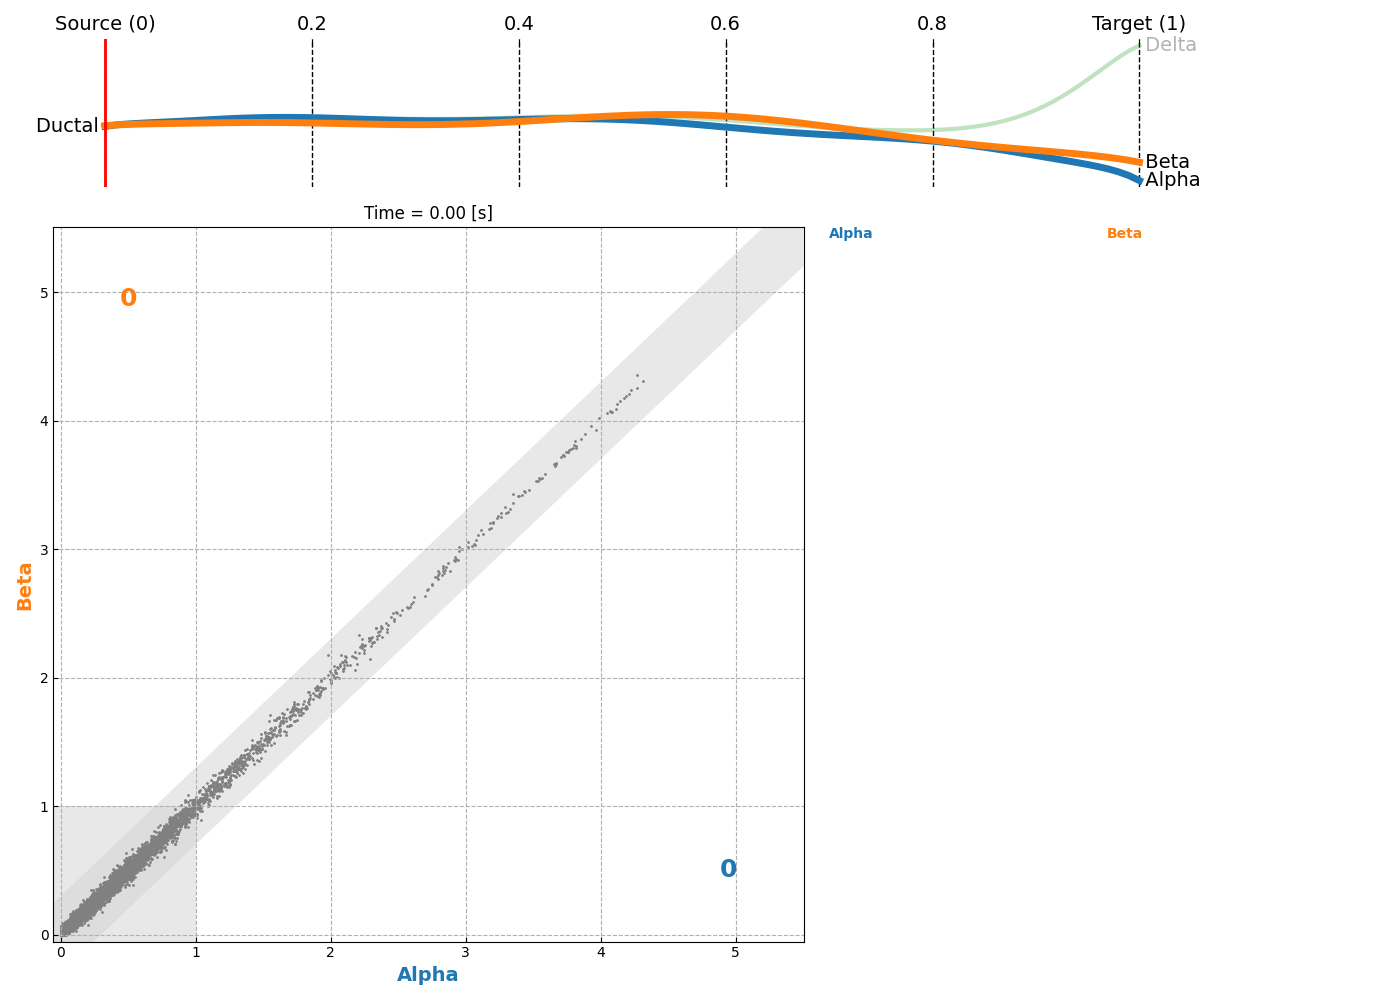 Source (0) 0.2 0.4 0.6 0.8 Target (1)
Delta
Ductal
Beta
Alpha
Time = 0.00 [s]
Alpha Beta
0
5
4
3
2
1
0
0
Beta
0 1 2 3 4 5
Alpha